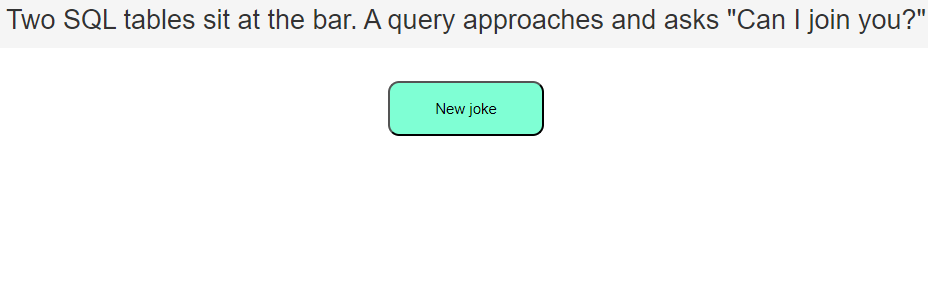 Two SQL tables sit at the bar. A query approaches and asks "Can I join you?"
New joke